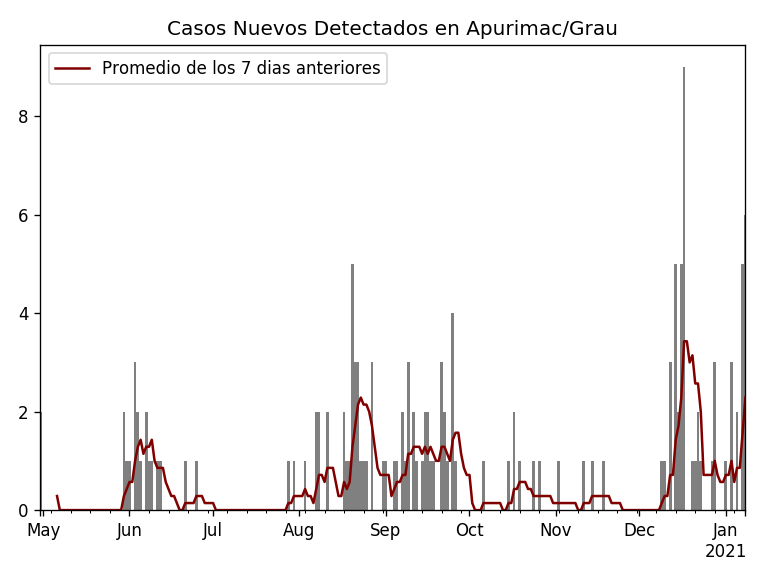 Casos Nuevos Detectados en Apurimac/Grau
Promedio de los 7 dias anteriores
8
6
4
2
0
May Jun Jul Aug Sep Oct Nov Dec Jan
2021